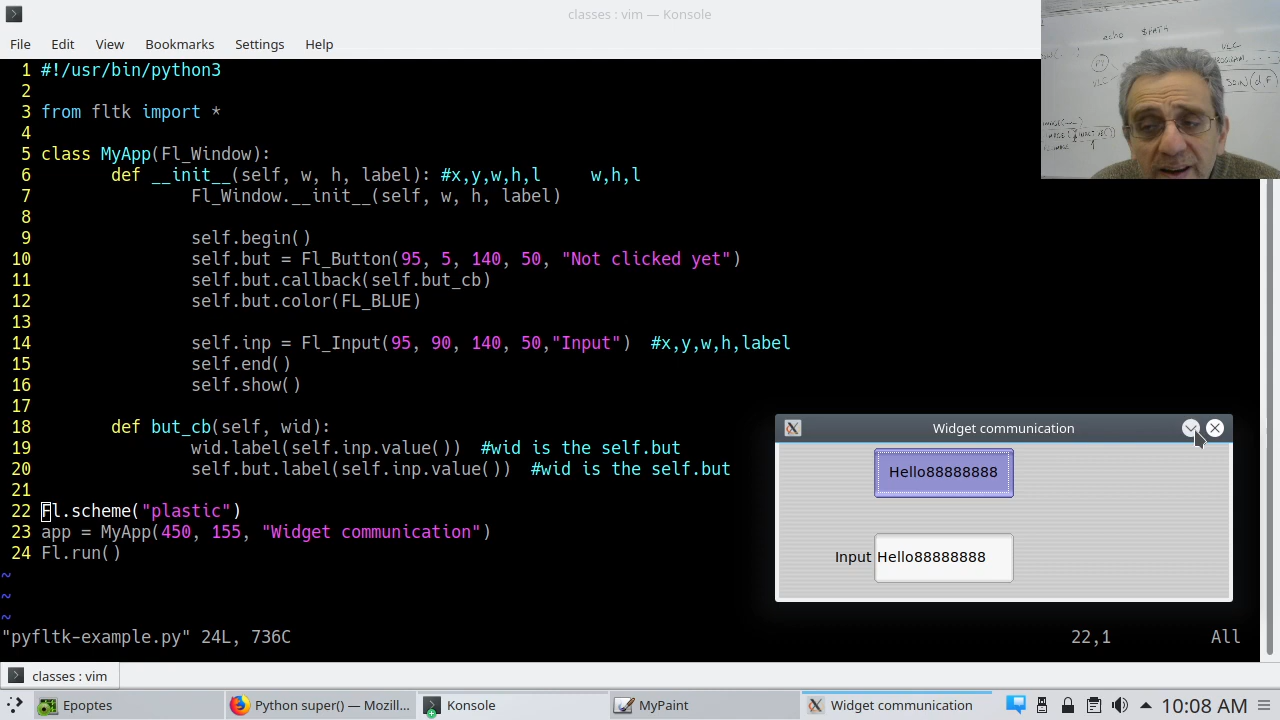 classes : vim — Konsole
File Edit View Bookmarks Settings Help
1 #!/usr/bin/python3
2
3 from fltk import *
4
5 class MyApp(Fl_Window):
6 def __init__(self, w, h, label): #x,y,w,h,l w,h,l
7 Fl_Window.__init__(self, w, h, label)
8
9 self.begin()
10 self.but = Fl_Button(95, 5, 140, 50, "Not clicked yet")
11 self.but.callback(self.but_cb)
12 self.but.color(FL_BLUE)
13
14 self.inp = Fl_Input(95, 90, 140, 50,"Input") #x,y,w,h,label
15 self.end()
16 self.show()
17
18 def but_cb(self, wid):
19 wid.label(self.inp.value()) #wid is the self.but
20 self.but.label(self.inp.value()) #wid is the self.but
21
22 Fl.scheme("plastic")
23 app = MyApp(450, 155, "Widget communication")
24 Fl.run()
~
~
~
"pyfltk-example.py" 24L, 736C 22,1 All
echo $PATH
VLC
Widget communication
Hello88888888
Input Hello88888888
classes : vim
Epoptes Python super() — Mozill... Konsole MyPaint Widget communication 10:08 AM